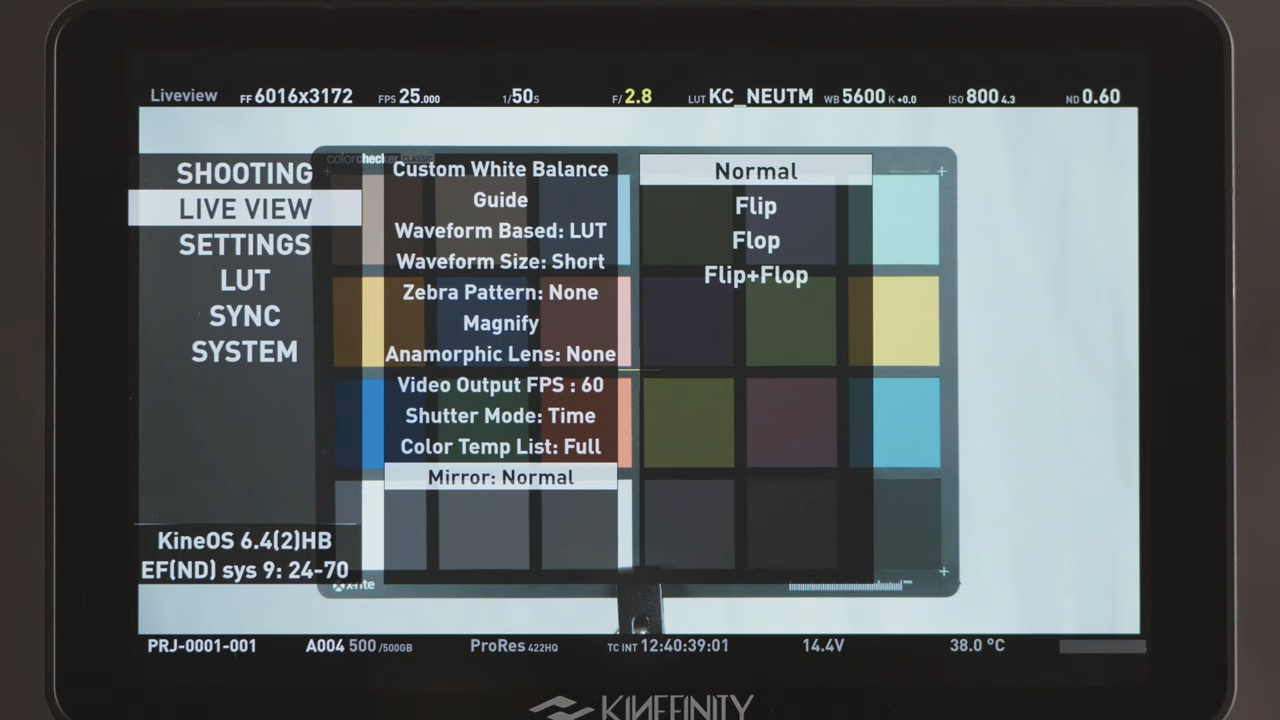 Liveview FF 6016x3172 FPS 25.000 1/50S F/2.8 LUT KC_NEUTM WB 5600 K +0.0 ISO 800 4.3 ND 0.60
colorchecker CLASSIC
SHOOTING
LIVE VIEW
SETTINGS
LUT
SYNC
SYSTEM
KineOS 6.4(2)HB
EF(ND) sys 9: 24-70
Custom White Balance
Guide
Waveform Based: LUT
Waveform Size: Short
Zebra Pattern: None
Magnify
Anamorphic Lens: None
Video Output FPS : 60
Shutter Mode: Time
Color Temp List: Full
Mirror: Normal
Normal
Flip
Flop
Flip+Flop
x-rite
PRJ-0001-001 A004 500 /500GB ProRes 422HQ TC INT 12:40:39:01 14.4V 38.0 °C
KINEFINITY